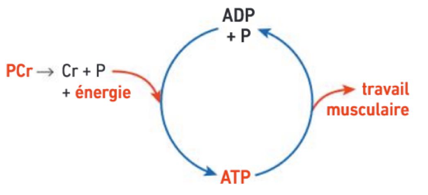 ADP
+ P
PCr → Cr + P
+ énergie
travail
musculaire
ATP